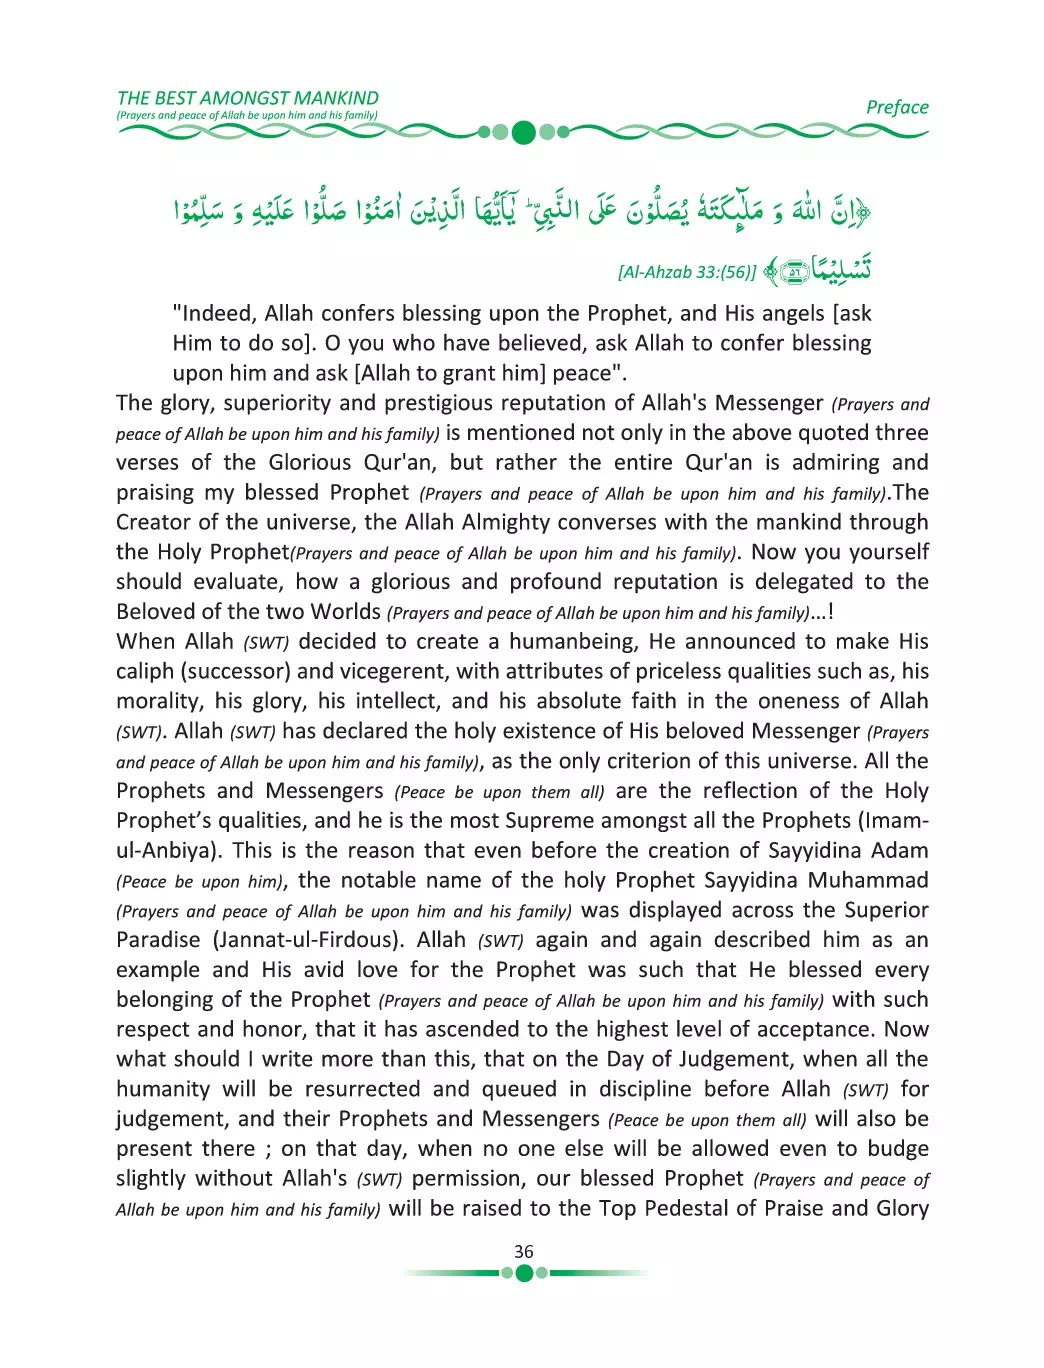 THE BEST AMONGST MANKIND
(Prayers and peace of Allah be upon him and his family)
Preface
﴿اِنَّ اللهَ وَ مَلٰٓئِكَتَهٗ يُصَلُّوْنَ عَلَى النَّبِيِّ ؕ يٰۤاَيُّهَا الَّذِيْنَ اٰمَنُوْا صَلُّوْا عَلَيْهِ وَ سَلِّمُوْا
تَسْلِيْمًا ۵۶﴾ [Al-Ahzab 33:(56)]
"Indeed, Allah confers blessing upon the Prophet, and His angels [ask
Him to do so]. O you who have believed, ask Allah to confer blessing
upon him and ask [Allah to grant him] peace".
The glory, superiority and prestigious reputation of Allah's Messenger (Prayers and
peace of Allah be upon him and his family) is mentioned not only in the above quoted three
verses of the Glorious Qur'an, but rather the entire Qur'an is admiring and
praising my blessed Prophet (Prayers and peace of Allah be upon him and his family).The
Creator of the universe, the Allah Almighty converses with the mankind through
the Holy Prophet(Prayers and peace of Allah be upon him and his family). Now you yourself
should evaluate, how a glorious and profound reputation is delegated to the
Beloved of the two Worlds (Prayers and peace of Allah be upon him and his family)...!
When Allah (SWT) decided to create a humanbeing, He announced to make His
caliph (successor) and vicegerent, with attributes of priceless qualities such as, his
morality, his glory, his intellect, and his absolute faith in the oneness of Allah
(SWT). Allah (SWT) has declared the holy existence of His beloved Messenger (Prayers
and peace of Allah be upon him and his family), as the only criterion of this universe. All the
Prophets and Messengers (Peace be upon them all) are the reflection of the Holy
Prophet’s qualities, and he is the most Supreme amongst all the Prophets (Imam-
ul-Anbiya). This is the reason that even before the creation of Sayyidina Adam
(Peace be upon him), the notable name of the holy Prophet Sayyidina Muhammad
(Prayers and peace of Allah be upon him and his family) was displayed across the Superior
Paradise (Jannat-ul-Firdous). Allah (SWT) again and again described him as an
example and His avid love for the Prophet was such that He blessed every
belonging of the Prophet (Prayers and peace of Allah be upon him and his family) with such
respect and honor, that it has ascended to the highest level of acceptance. Now
what should I write more than this, that on the Day of Judgement, when all the
humanity will be resurrected and queued in discipline before Allah (SWT) for
judgement, and their Prophets and Messengers (Peace be upon them all) will also be
present there ; on that day, when no one else will be allowed even to budge
slightly without Allah's (SWT) permission, our blessed Prophet (Prayers and peace of
Allah be upon him and his family) will be raised to the Top Pedestal of Praise and Glory
36